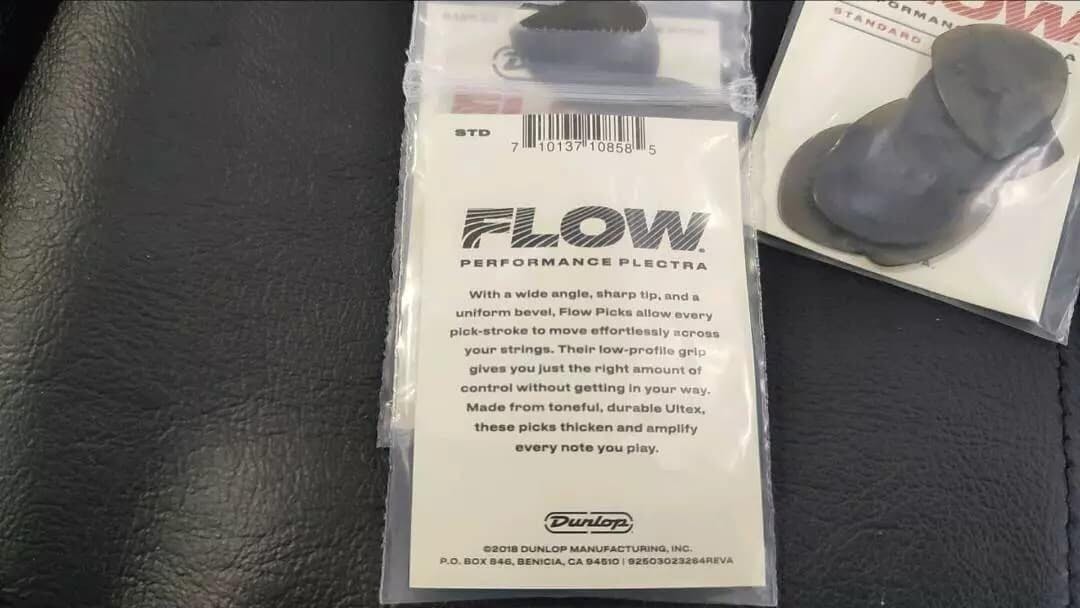 STD
7 10137 10858 5
FLOW
PERFORMANCE PLECTRA
With a wide angle, sharp tip, and a
uniform bevel, Flow Picks allow every
pick-stroke to move effortlessly across
your strings. Their low-profile grip
gives you just the right amount of
control without getting in your way.
Made from toneful, durable Ultex,
these picks thicken and amplify
every note you play.
Dunlop
©2018 DUNLOP MANUFACTURING, INC.
P.O. BOX 846, BENICIA, CA 94510 | 92503023264REVA
STANDARD